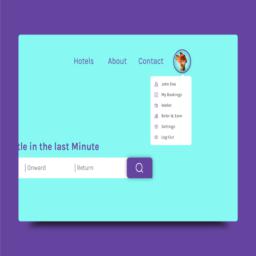 Hotels About Contact
John Doe
My Bookings
Wallet
Refer & Earn
Settings
Log Out
tle in the last Minute
Onward Return